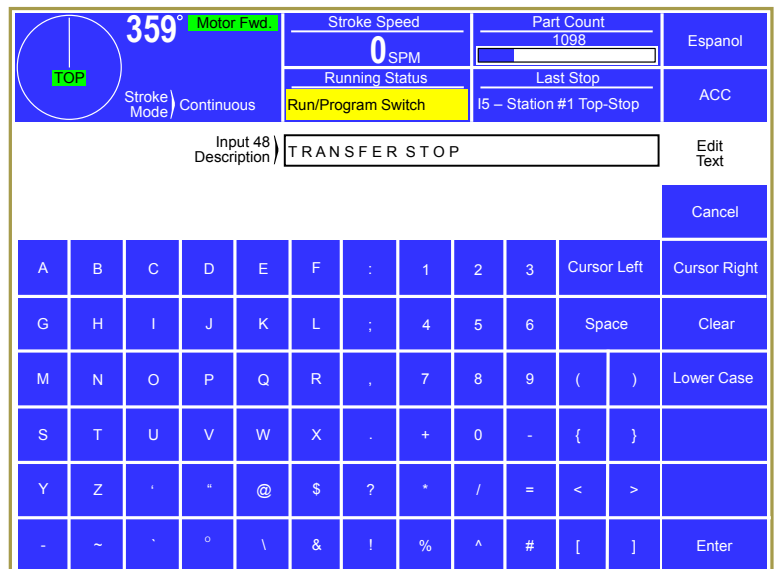 359° Motor Fwd.
TOP
Stroke Mode) Continuous
Stroke Speed
0 SPM
Part Count
1098
Espanol
Running Status
Run/Program Switch
Last Stop
I5 – Station #1 Top-Stop
ACC
Input 48 Description) TRANSFER STOP
Edit Text
Cancel
A B C D E F : 1 2 3 Cursor Left Cursor Right
G H I J K L ; 4 5 6 Space Clear
M N O P Q R , 7 8 9 ( ) Lower Case
S T U V W X . + 0 - { }
Y Z ‘ “ @ $ ? * / = < >
- ~ ` ° \ & ! % ^ # [ ] Enter